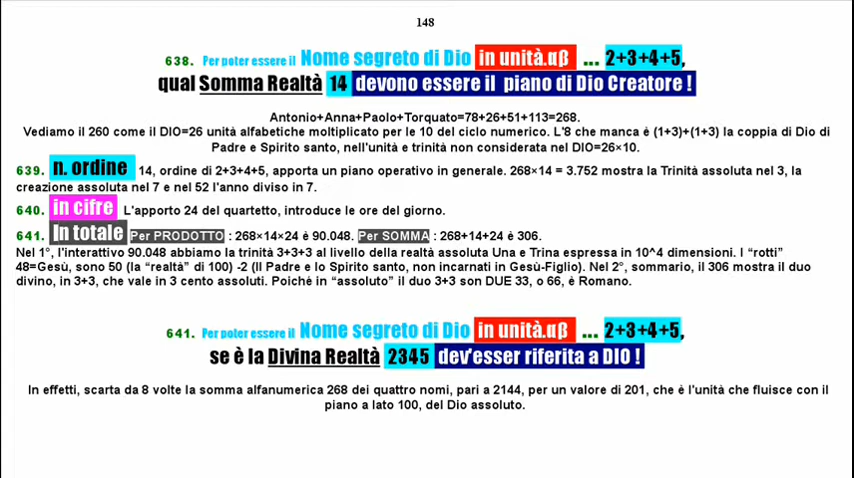 148
638. Per poter essere il Nome segreto di Dio in unità.αβ ... 2+3+4+5,
qual Somma Realtà 14 devono essere il piano di Dio Creatore !
Antonio+Anna+Paolo+Torquato=78+26+51+113=268.
Vediamo il 260 come il DIO=26 unità alfabetiche moltiplicato per le 10 del ciclo numerico. L'8 che manca è (1+3)+(1+3) la coppia di Dio di
Padre e Spirito santo, nell'unità e trinità non considerata nel DIO=26×10.
639. n. ordine 14, ordine di 2+3+4+5, apporta un piano operativo in generale. 268×14 = 3.752 mostra la Trinità assoluta nel 3, la
creazione assoluta nel 7 e nel 52 l'anno diviso in 7.
640. in cifre L'apporto 24 del quartetto, introduce le ore del giorno.
641. In totale Per PRODOTTO : 268×14×24 è 90.048. Per SOMMA : 268+14+24 è 306.
Nel 1°, l'interattivo 90.048 abbiamo la trinità 3+3+3 al livello della realtà assoluta Una e Trina espressa in 10^4 dimensioni. I “rotti”
48=Gesù, sono 50 (la “realtà” di 100) -2 (Il Padre e lo Spirito santo, non incarnati in Gesù-Figlio). Nel 2°, sommario, il 306 mostra il duo
divino, in 3+3, che vale in 3 cento assoluti. Poiché in “assoluto” il duo 3+3 son DUE 33, o 66, è Romano.
641. Per poter essere il Nome segreto di Dio in unità.αβ ... 2+3+4+5,
se è la Divina Realtà 2345 dev'esser riferita a DIO !
In effetti, scarta da 8 volte la somma alfanumerica 268 dei quattro nomi, pari a 2144, per un valore di 201, che è l'unità che fluisce con il
piano a lato 100, del Dio assoluto.